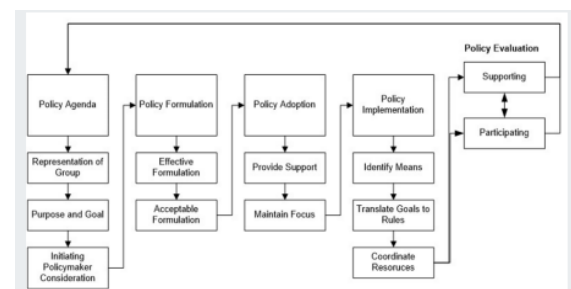 Policy Evaluation
Supporting
Participating
Policy Agenda
Representation of
Group
Purpose and Goal
Initiating
Policymaker
Consideration
Policy Formulation
Effective
Formulation
Acceptable
Formulation
Policy Adoption
Provide Support
Maintain Focus
Policy
Implementation
Identify Means
Translate Goals to
Rules
Coordinate
Resoruces